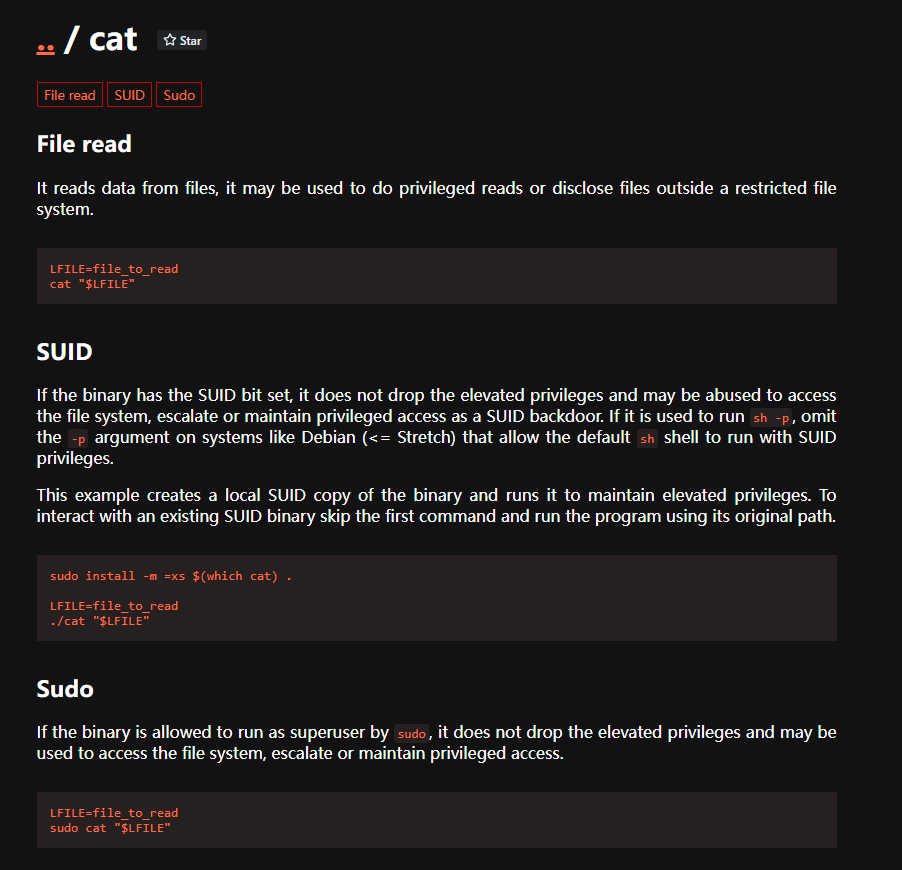 .. / cat Star
File read SUID Sudo
File read
It reads data from files, it may be used to do privileged reads or disclose files outside a restricted file
system.
LFILE=file_to_read
cat "$LFILE"
SUID
If the binary has the SUID bit set, it does not drop the elevated privileges and may be abused to access
the file system, escalate or maintain privileged access as a SUID backdoor. If it is used to run sh -p, omit
the -p argument on systems like Debian (<= Stretch) that allow the default sh shell to run with SUID
privileges.
This example creates a local SUID copy of the binary and runs it to maintain elevated privileges. To
interact with an existing SUID binary skip the first command and run the program using its original path.
sudo install -m =xs $(which cat) .
LFILE=file_to_read
./cat "$LFILE"
Sudo
If the binary is allowed to run as superuser by sudo, it does not drop the elevated privileges and may be
used to access the file system, escalate or maintain privileged access.
LFILE=file_to_read
sudo cat "$LFILE"